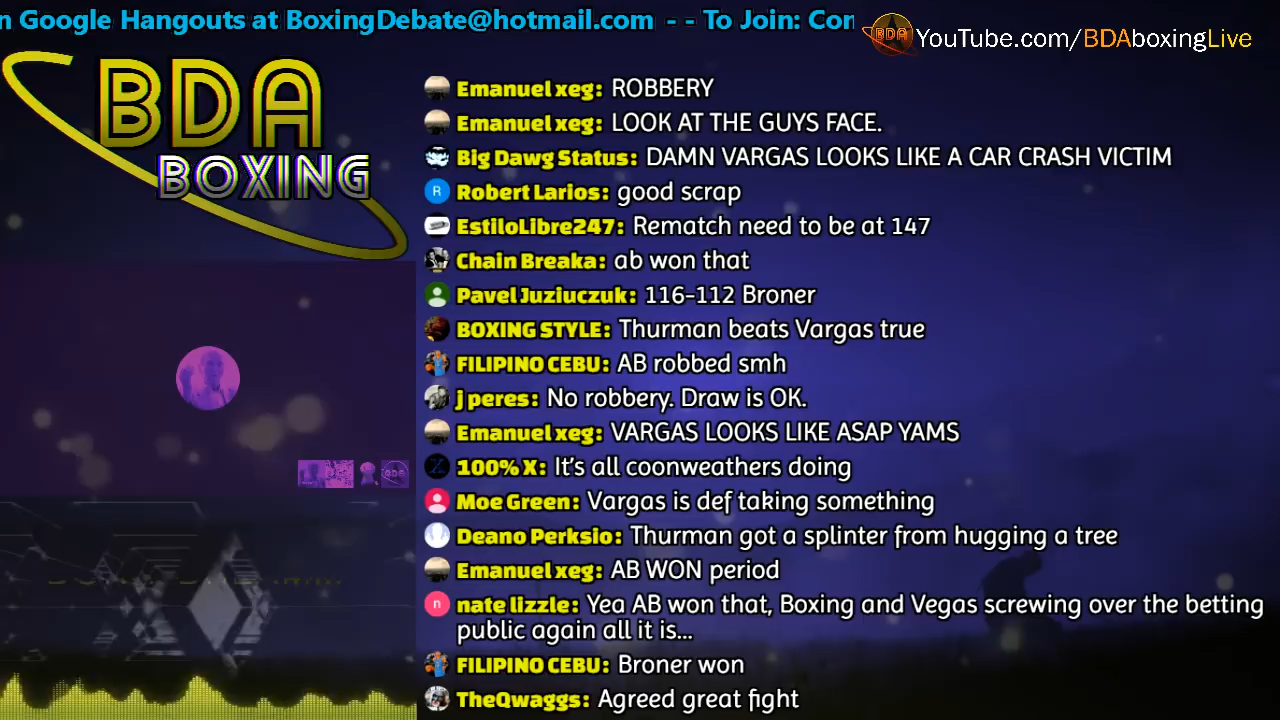 n Google Hangouts at BoxingDebate@hotmail.com - - To Join: Con
BDA
YouTube.com/BDAboxingLive
BDA
BOXING
Emanuel xeg: ROBBERY
Emanuel xeg: LOOK AT THE GUYS FACE.
Big Dawg Status: DAMN VARGAS LOOKS LIKE A CAR CRASH VICTIM
R Robert Larios: good scrap
EstiloLibre247: Rematch need to be at 147
Chain Breaka: ab won that
Pavel Juziuczuk: 116-112 Broner
BOXING STYLE: Thurman beats Vargas true
FILIPINO CEBU: AB robbed smh
j peres: No robbery. Draw is OK.
Emanuel xeg: VARGAS LOOKS LIKE ASAP YAMS
100% X: It's all coonweathers doing
Moe Green: Vargas is def taking something
Deano Perksio: Thurman got a splinter from hugging a tree
Emanuel xeg: AB WON period
n nate lizzle: Yea AB won that, Boxing and Vegas screwing over the betting
public again all it is...
FILIPINO CEBU: Broner won
TheQwaggs: Agreed great fight